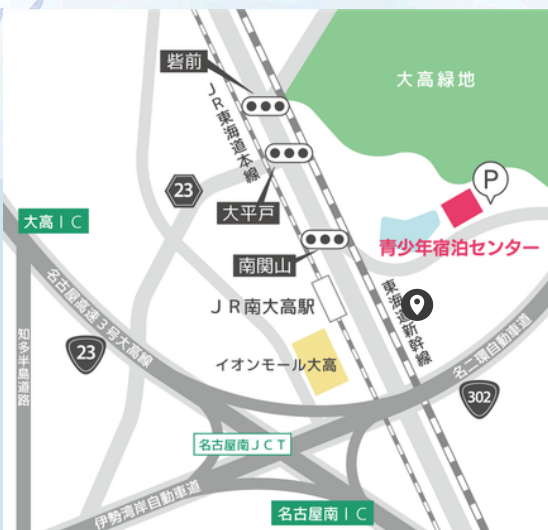 砦前
大高緑地
JR東海道本線
23
P
大平戸
大高IC
青少年宿泊センター
南関山
JR南大高駅
東海道新幹線
名古屋高速3号大高線
23
イオンモール大高
名二環自動車道
知多半島道路
302
名古屋南JCT
伊勢湾岸自動車道
名古屋南IC